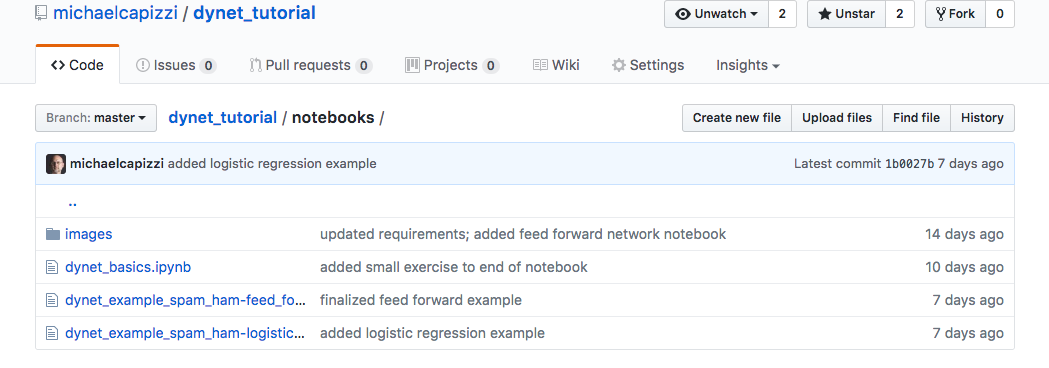 michaelcapizzi / dynet_tutorial Unwatch 2 Unstar 2 Fork 0
Code Issues 0 Pull requests 0 Projects 0 Wiki Settings Insights
Branch: master dynet_tutorial / notebooks / Create new file Upload files Find file History
michaelcapizzi added logistic regression example Latest commit 1b0027b 7 days ago
..
images updated requirements; added feed forward network notebook 14 days ago
dynet_basics.ipynb added small exercise to end of notebook 10 days ago
dynet_example_spam_ham-feed_fo... finalized feed forward example 7 days ago
dynet_example_spam_ham-logistic... added logistic regression example 7 days ago